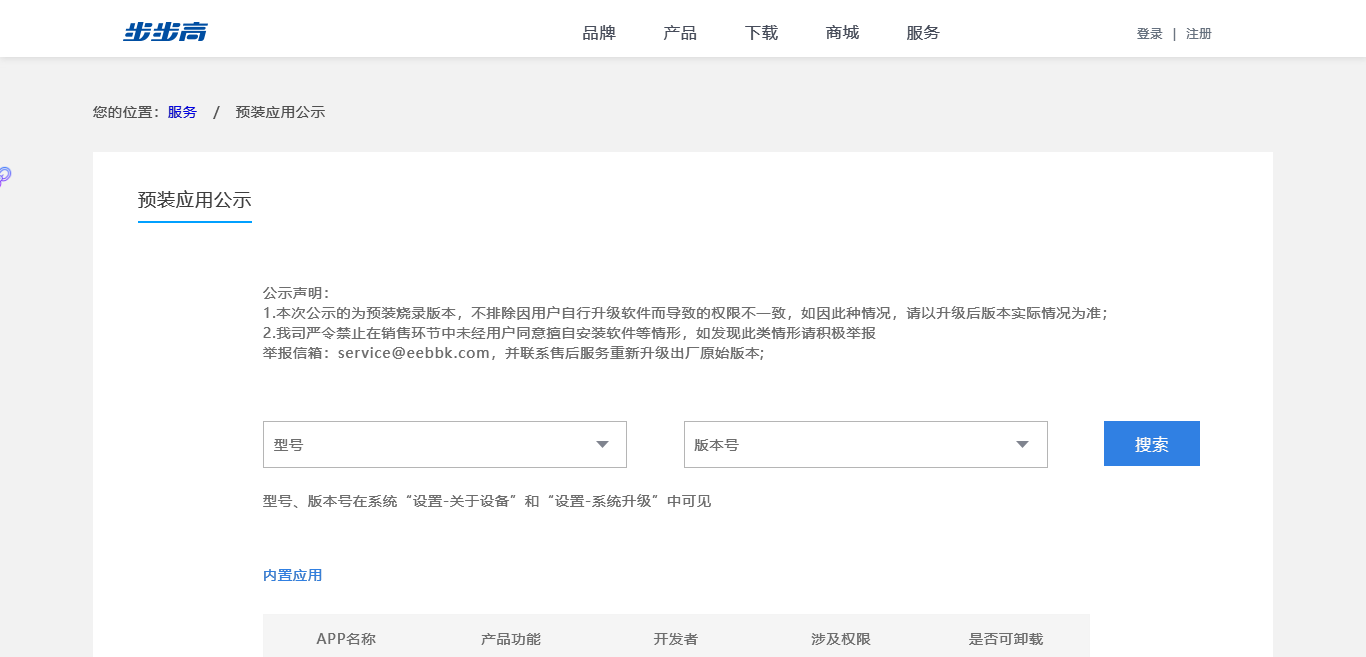 步步高 品牌 产品 下载 商城 服务 登录 | 注册
您的位置：服务 / 预装应用公示
预装应用公示
公示声明：
1.本次公示的为预装烧录版本，不排除因用户自行升级软件而导致的权限不一致，如因此种情况，请以升级后版本实际情况为准；
2.我司严令禁止在销售环节中未经用户同意擅自安装软件等情形，如发现此类情形请积极举报
举报信箱：service@eebbk.com，并联系售后服务重新升级出厂原始版本;
型号 版本号 搜索
型号、版本号在系统“设置-关于设备”和“设置-系统升级”中可见
内置应用
APP名称 产品功能 开发者 涉及权限 是否可卸载